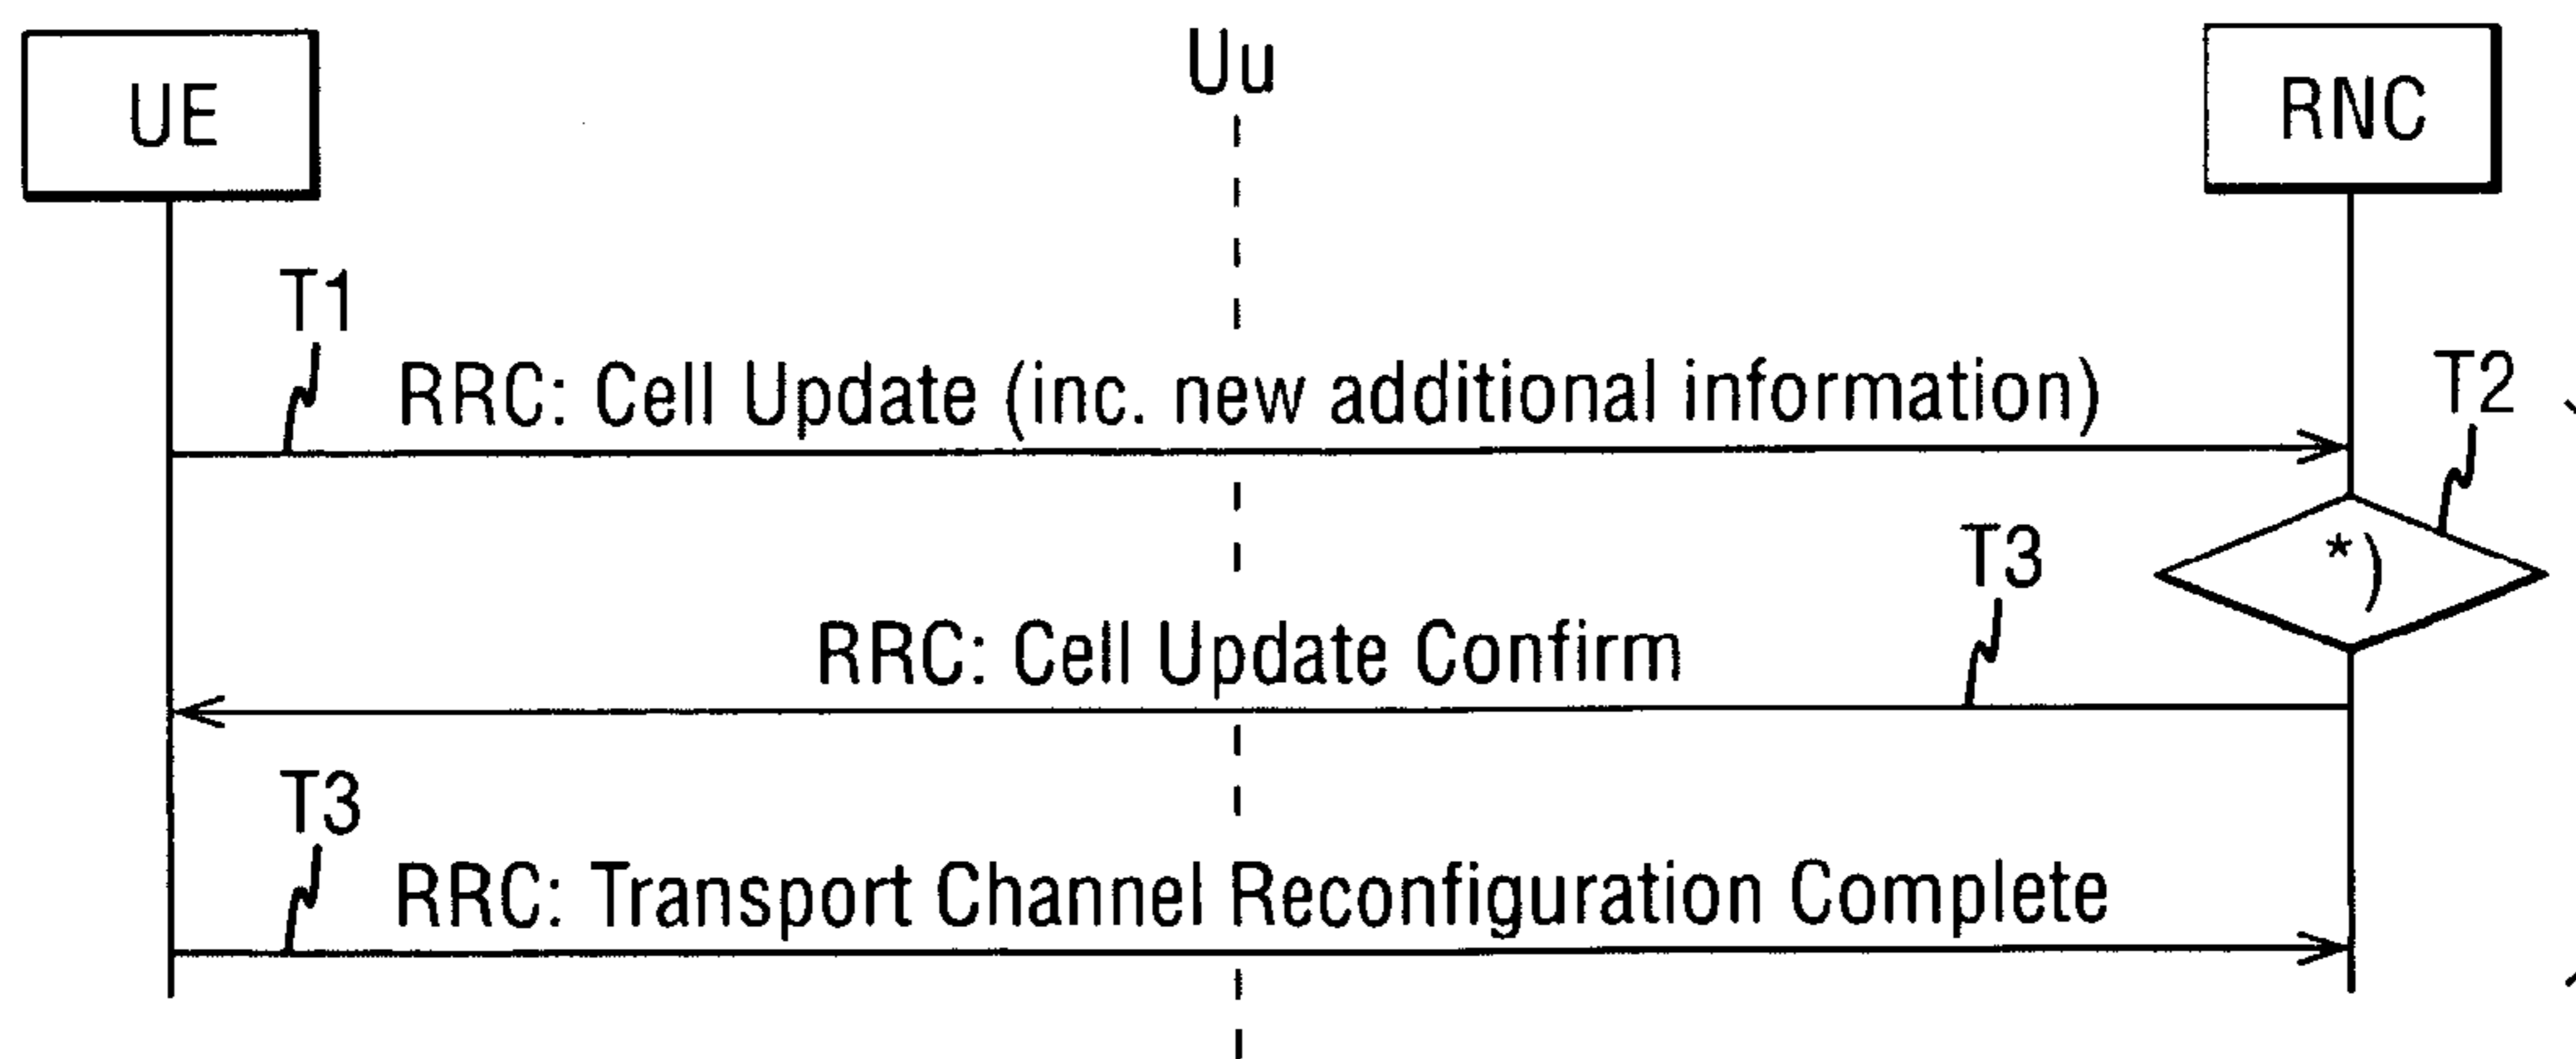 UE
Uu
RNC
T1
RRC: Cell Update (inc. new additional information)
T2
*)
T3
RRC: Cell Update Confirm
T3
RRC: Transport Channel Reconfiguration Complete